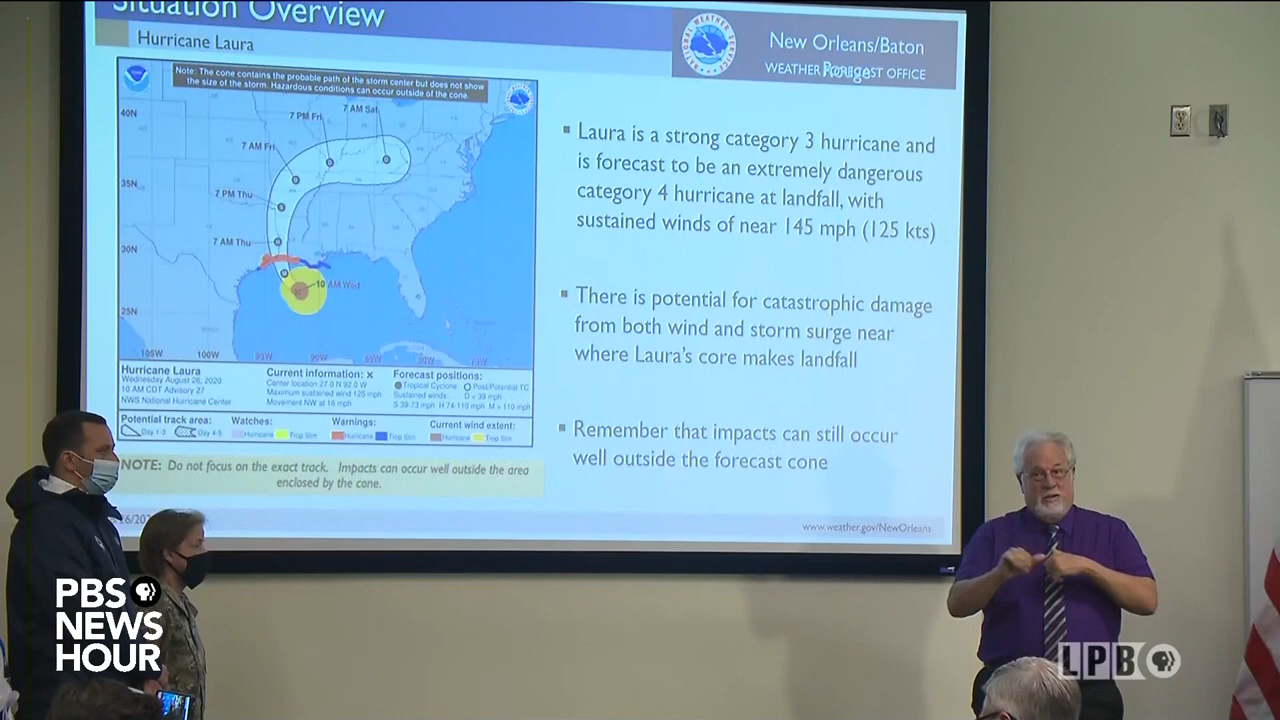 Situation Overview
Hurricane Laura
New Orleans/Baton
Rouge
WEATHER FORECAST OFFICE
Note: The cone contains the probable path of the storm center but does not show
the size of the storm. Hazardous conditions can occur outside of the cone.
40N
35N
30N
25N
7 AM Sat
7 PM Fri
7 AM Fri
7 PM Thu
7 AM Thu
10 AM Wed
105W 100W 95W 90W 85W 80W 75W
Hurricane Laura
Wednesday August 26, 2020
10 AM CDT Advisory 27
NWS National Hurricane Center
Current information: x
Center location 27.0 N 92.0 W
Maximum sustained wind 125 mph
Movement NW at 16 mph
Forecast positions:
Tropical Cyclone Post/Potential TC
Sustained winds: D < 39 mph
S 39-73 mph H 74-110 mph M > 110 mph
Potential track area:
Day 1-3 Day 4-5
Watches:
Hurricane Trop Stm
Warnings:
Hurricane Trop Stm
Current wind extent:
Hurricane Trop Stm
NOTE: Do not focus on the exact track. Impacts can occur well outside the area
enclosed by the cone.
Laura is a strong category 3 hurricane and
is forecast to be an extremely dangerous
category 4 hurricane at landfall, with
sustained winds of near 145 mph (125 kts)
There is potential for catastrophic damage
from both wind and storm surge near
where Laura's core makes landfall
Remember that impacts can still occur
well outside the forecast cone
www.weather.gov/NewOrleans
PBS
NEWS
HOUR
LPB